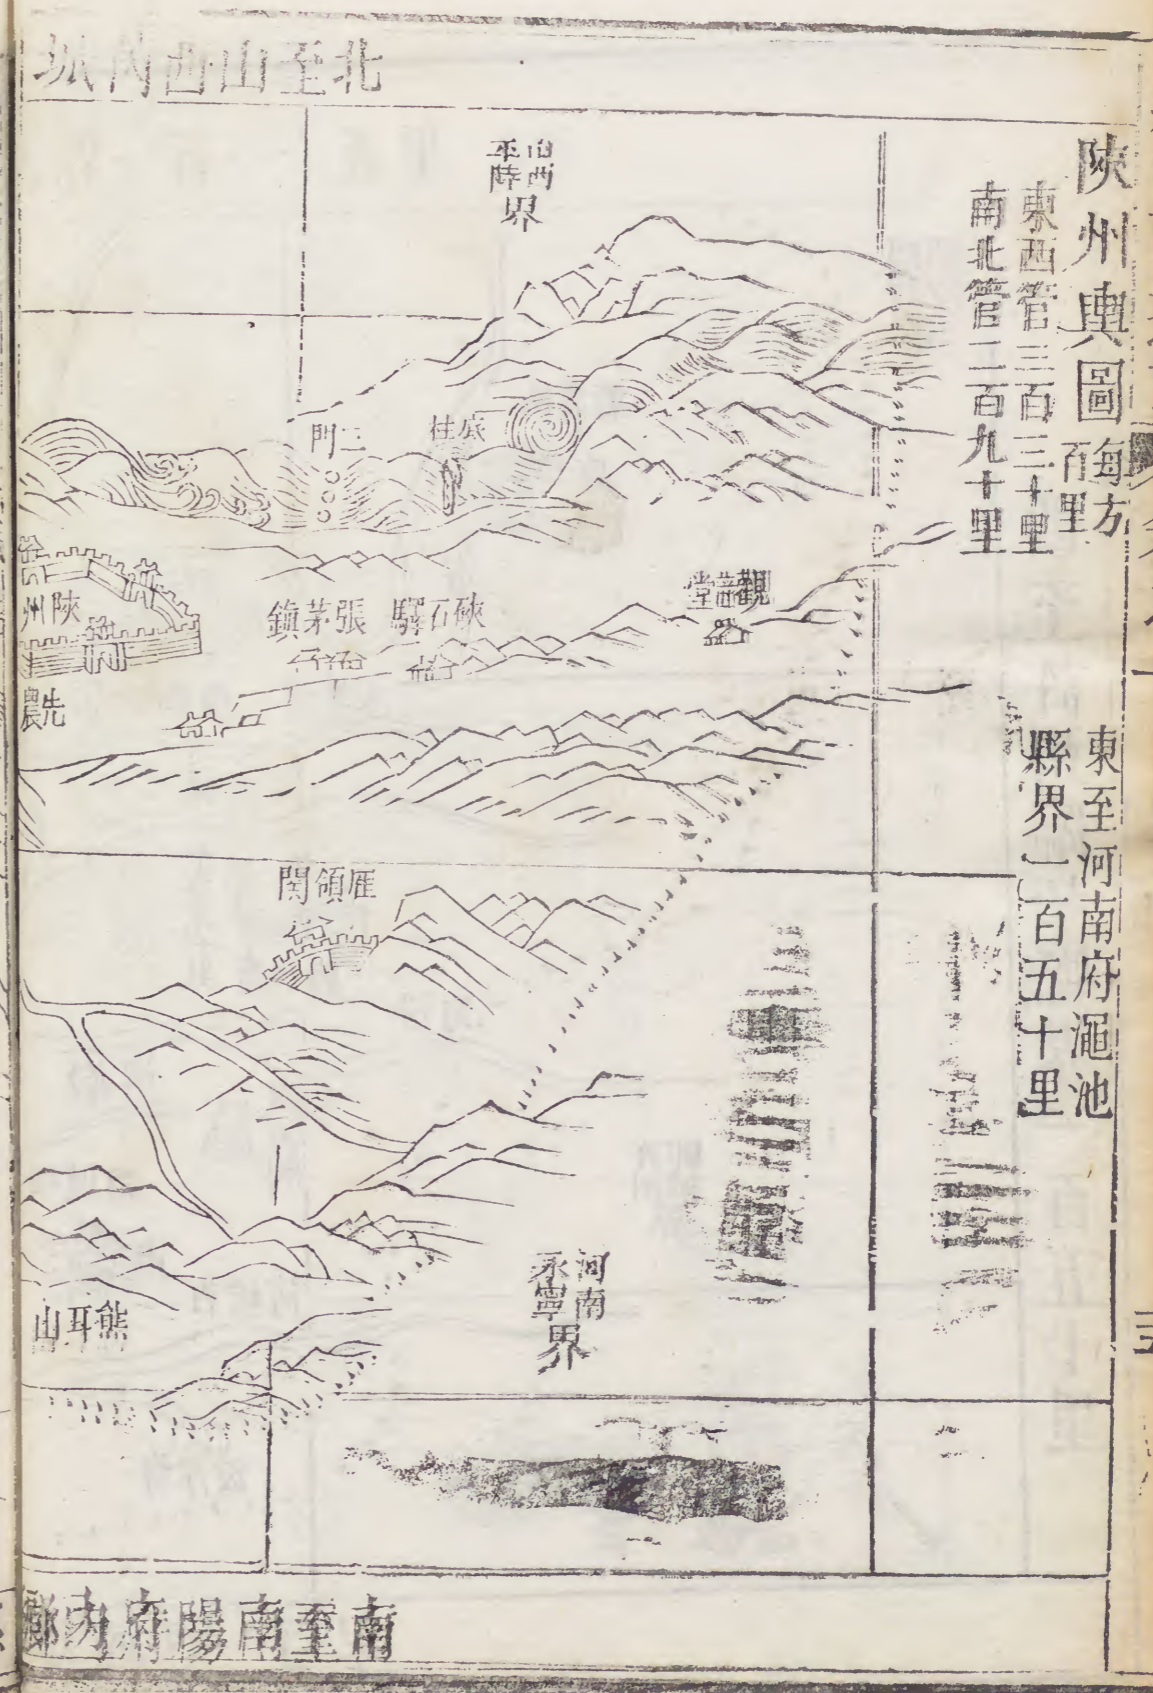 陝州輿圖每方百里
東西管三百三十里
南北管二百九十里
東至河南府澠池
縣界一百五十里
北至山西
山西平陸界
三門
底柱
觀音堂
硤石驛
張茅鎮
陝州
先農
雁領関
河南永寧界
熊耳山
南至南陽府內鄉
三